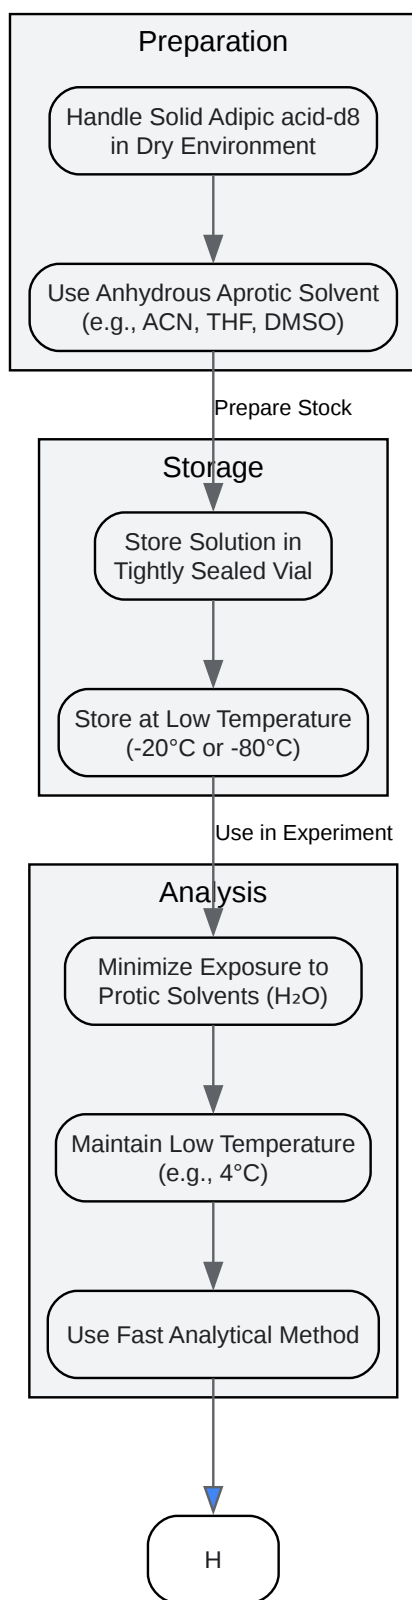 Preparation
Handle Solid Adipic acid-d8
in Dry Environment
Use Anhydrous Aprotic Solvent
(e.g., ACN, THF, DMSO)
Prepare Stock
Storage
Store Solution in
Tightly Sealed Vial
Store at Low Temperature
(-20°C or -80°C)
Use in Experiment
Analysis
Minimize Exposure to
Protic Solvents (H₂O)
Maintain Low Temperature
(e.g., 4°C)
Use Fast Analytical Method
H